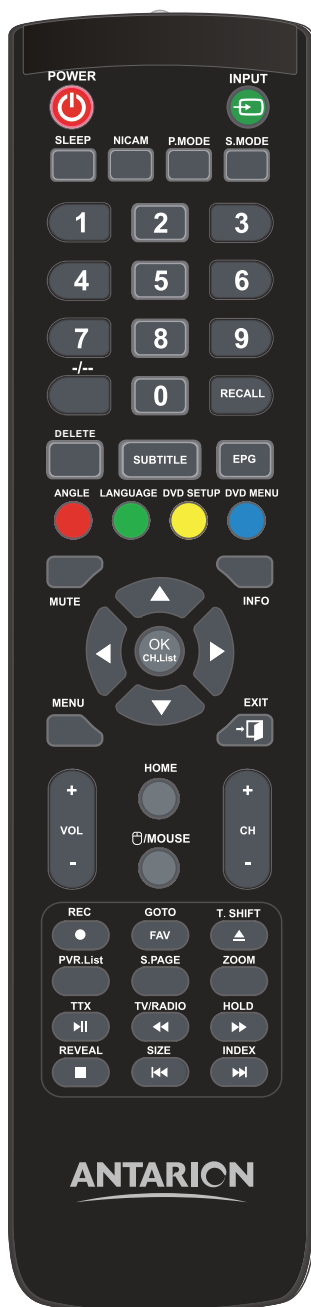 POWER INPUT
SLEEP NICAM P.MODE S.MODE
1 2 3
4 5 6
7 8 9
-/--
0 RECALL
DELETE
SUBTITLE EPG
ANGLE LANGUAGE DVD SETUP DVD MENU
MUTE INFO
OK
CH.List
MENU EXIT
HOME
+ +
VOL /MOUSE CH
- -
REC GOTO T. SHIFT
FAV
PVR.List S.PAGE ZOOM
TTX TV/RADIO HOLD
REVEAL SIZE INDEX
ANTARION